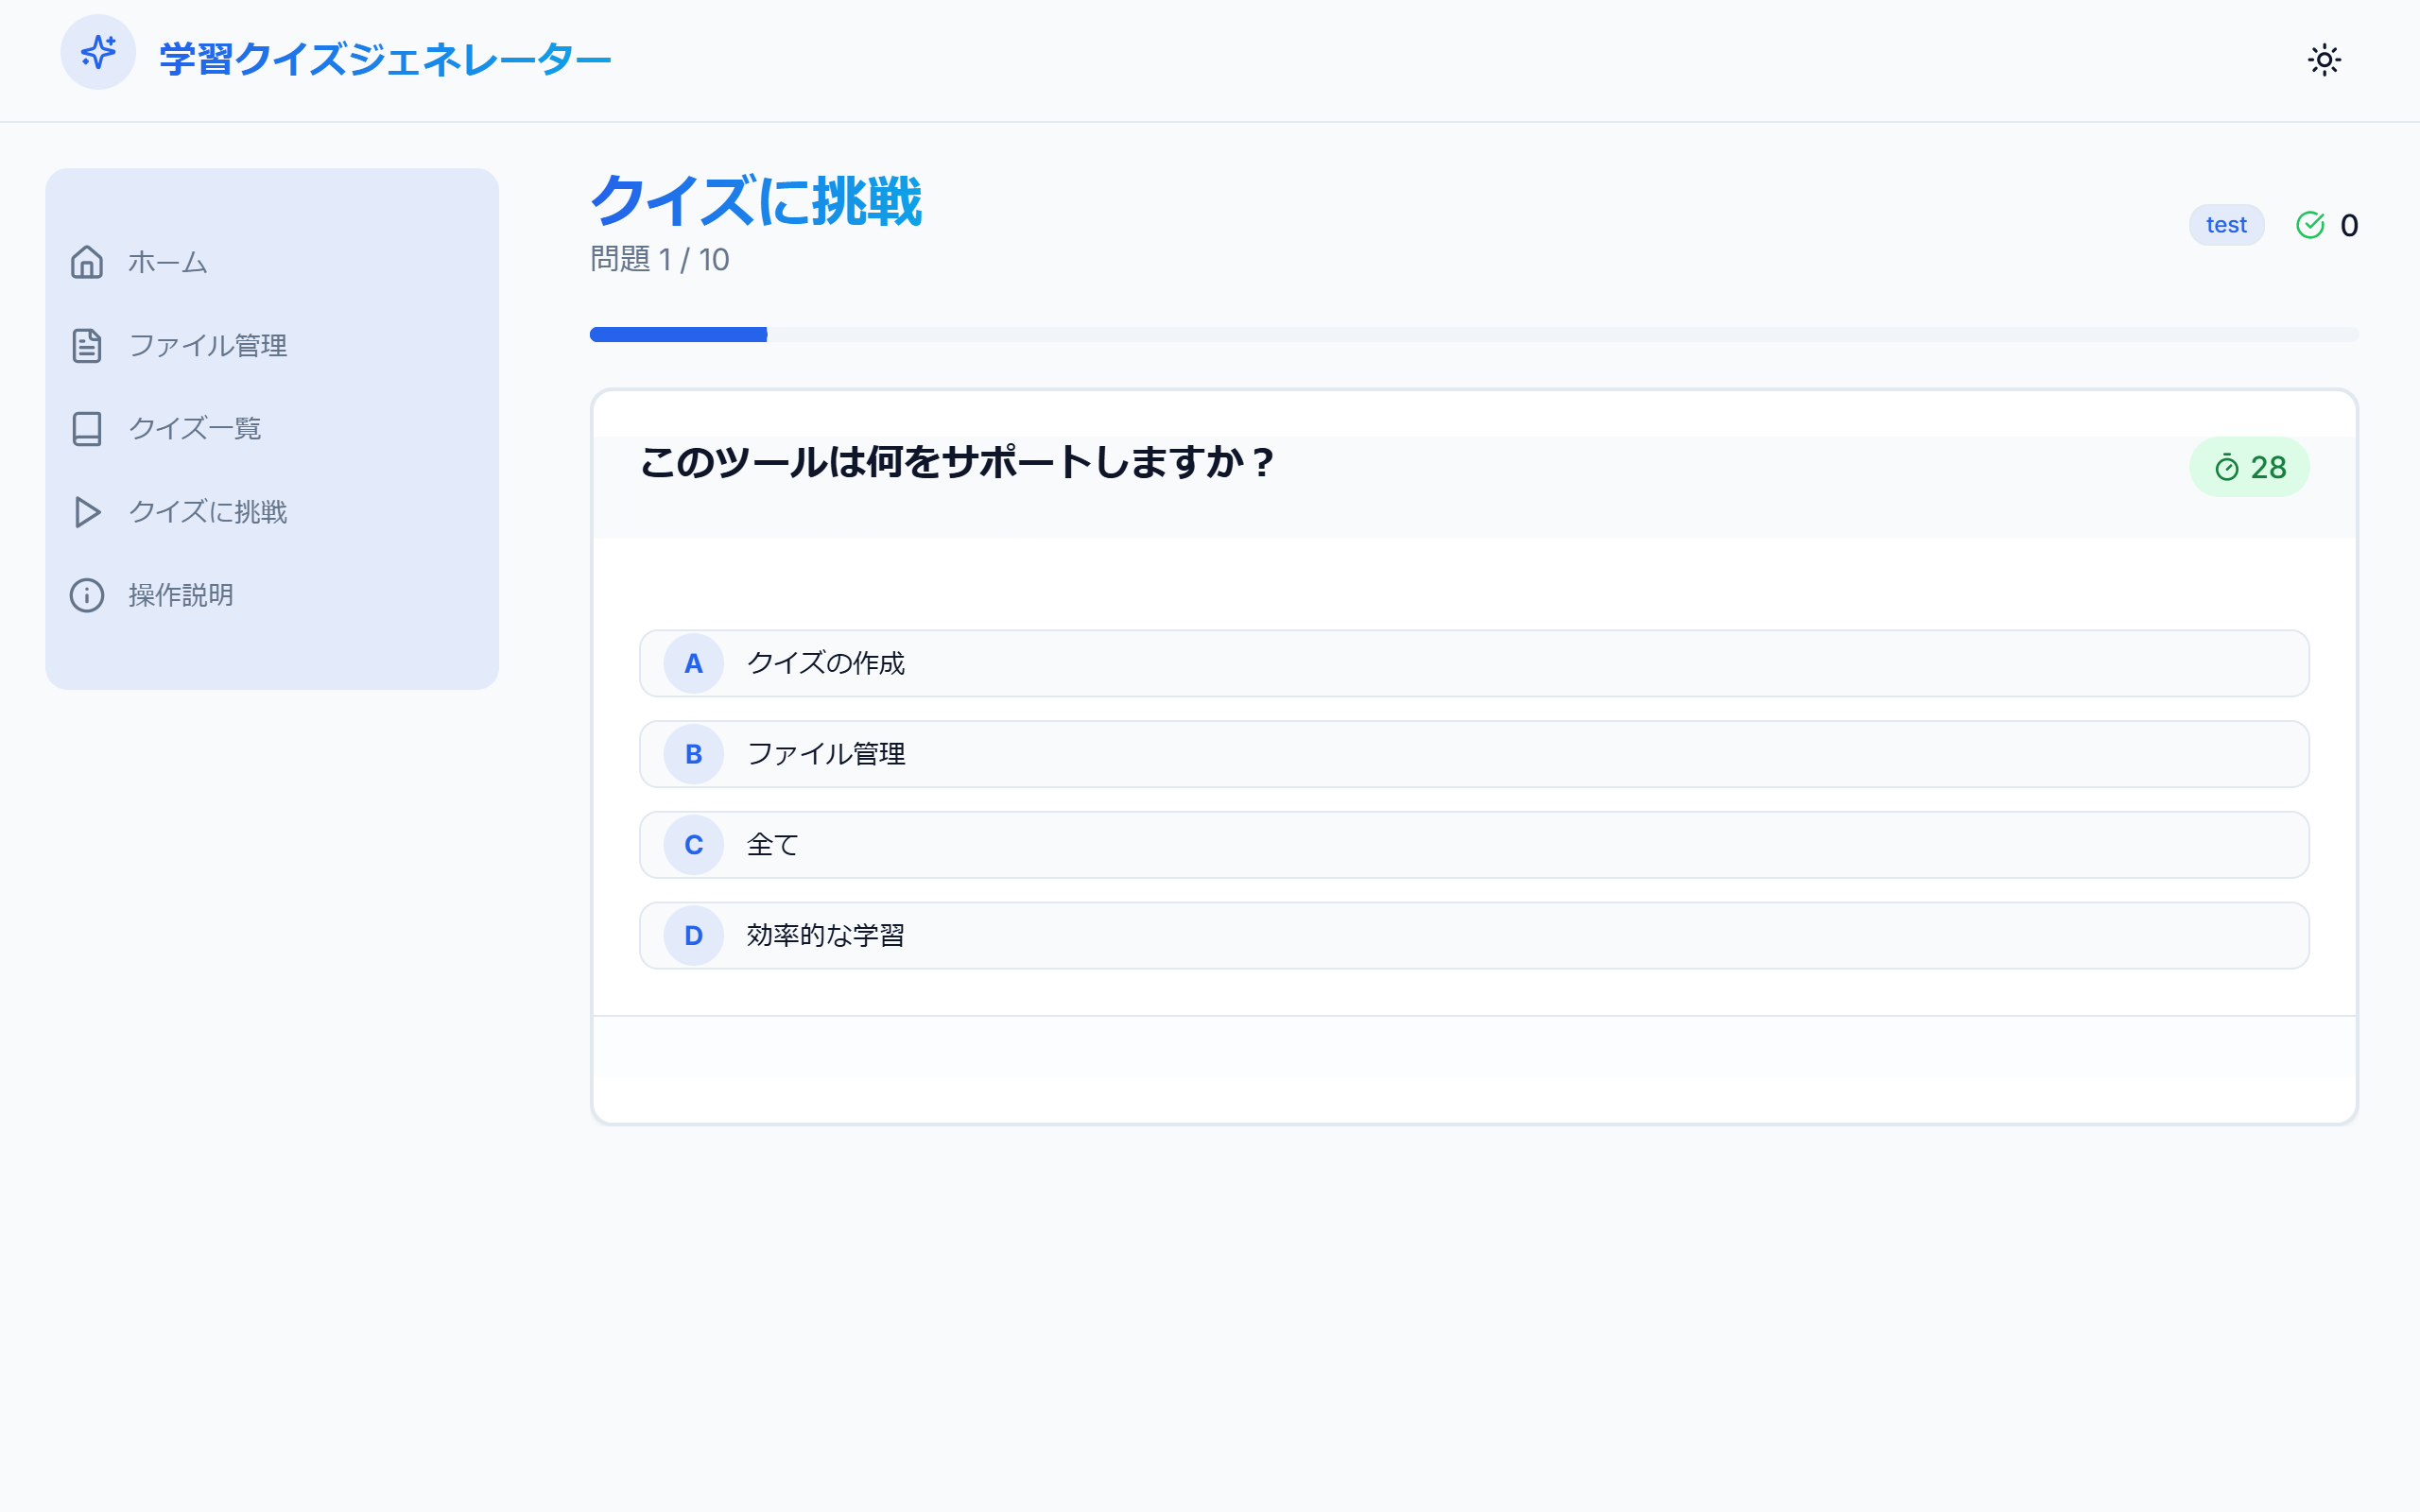 学習クイズジェネレーター
ホーム
ファイル管理
クイズ一覧
クイズに挑戦
操作説明
クイズに挑戦
問題 1 / 10
test
0
このツールは何をサポートしますか？
28
A クイズの作成
B ファイル管理
C 全て
D 効率的な学習